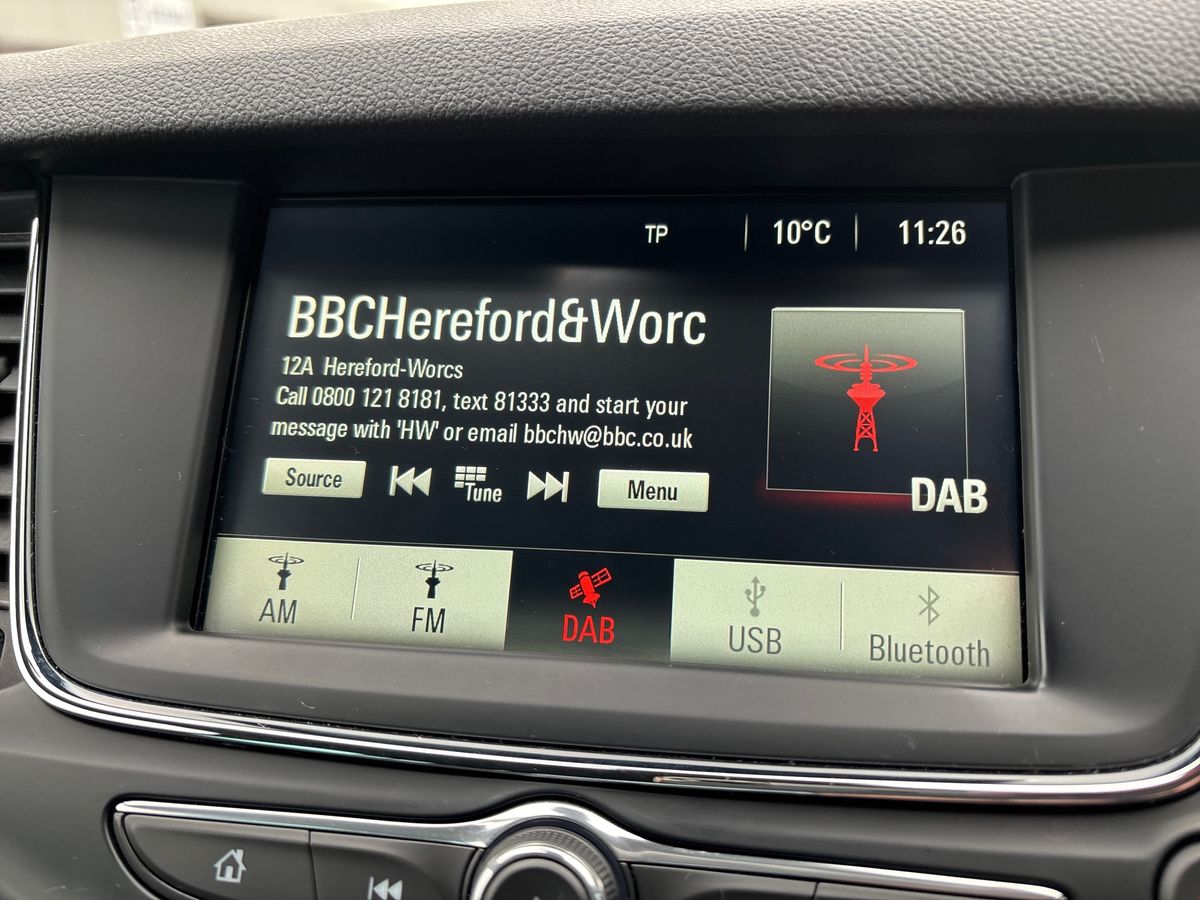 TP 10°C 11:26
BBCHereford&Worc
12A Hereford-Worcs
Call 0800 121 8181, text 81333 and start your
message with 'HW' or email bbchw@bbc.co.uk
Source Tune Menu
DAB
AM FM DAB USB Bluetooth